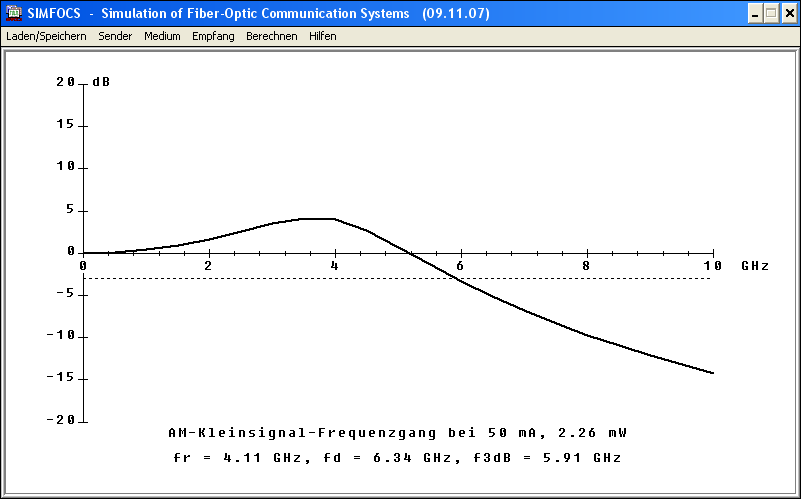 SIMFOCS - Simulation of Fiber-Optic Communication Systems (09.11.07)
Laden/Speichern Sender Medium Empfang Berechnen Hilfen
20 dB
15
10
5
0
0 2 4 6 8 10 GHz
-5
-10
-15
-20
AM-Kleinsignal-Frequenzgang bei 50 mA, 2.26 mW
fr = 4.11 GHz, fd = 6.34 GHz, f3dB = 5.91 GHz